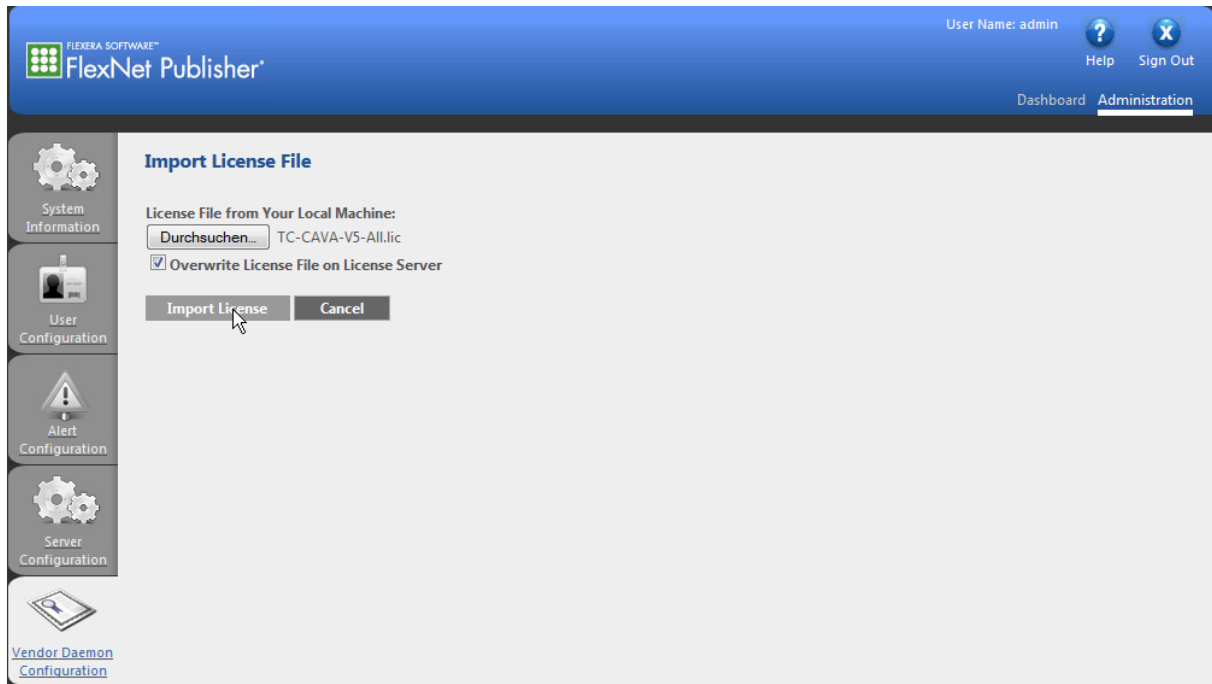 User Name: admin
FLEXERA SOFTWARE™
FlexNet Publisher®
Help
Sign Out
Dashboard
Administration
System
Information
User
Configuration
Alert
Configuration
Server
Configuration
Vendor Daemon
Configuration
Import License File
License File from Your Local Machine:
Durchsuchen... TC-CAVA-V5-All.lic
Overwrite License File on License Server
Import License
Cancel